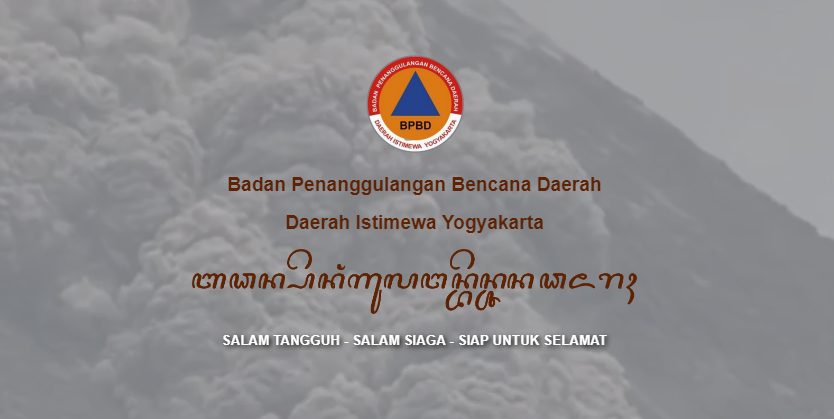 BADAN PENANGGULANGAN BENCANA DAERAH
BPBD
DAERAH ISTIMEWA YOGYAKARTA
Badan Penanggulangan Bencana Daerah
Daerah Istimewa Yogyakarta
SALAM TANGGUH - SALAM SIAGA - SIAP UNTUK SELAMAT